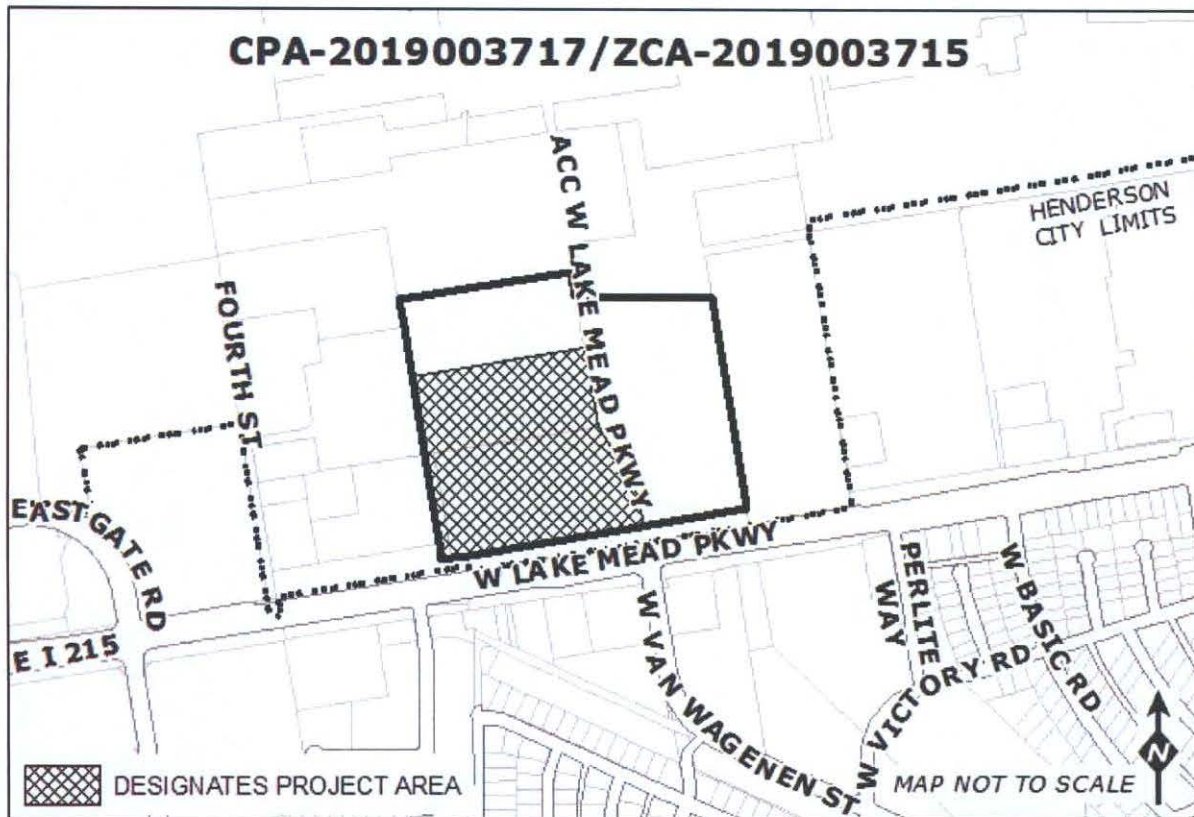 CPA-2019003717/ZCA-2019003715
ACC W LAKE MEAD PKWY
HENDERSON
CITY LIMITS
FOURTH ST
EAST GATE RD
W LAKE MEAD PKWY
E I 215
PERLITE
WAY
W BASIC RD
W VICTORY RD
W VAN WAGENEN ST
DESIGNATES PROJECT AREA
MAP NOT TO SCALE
N